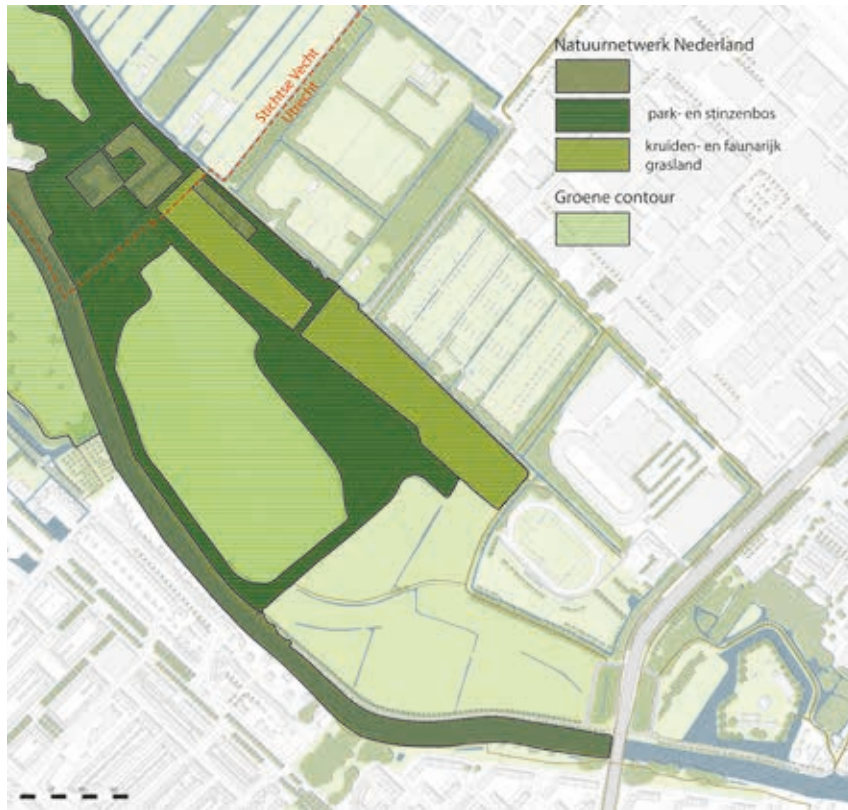 Natuurnetwerk Nederland
park- en stinzenbos
kruiden- en faunarijk
grasland
Groene contour
Stichtse Vecht
Utrecht